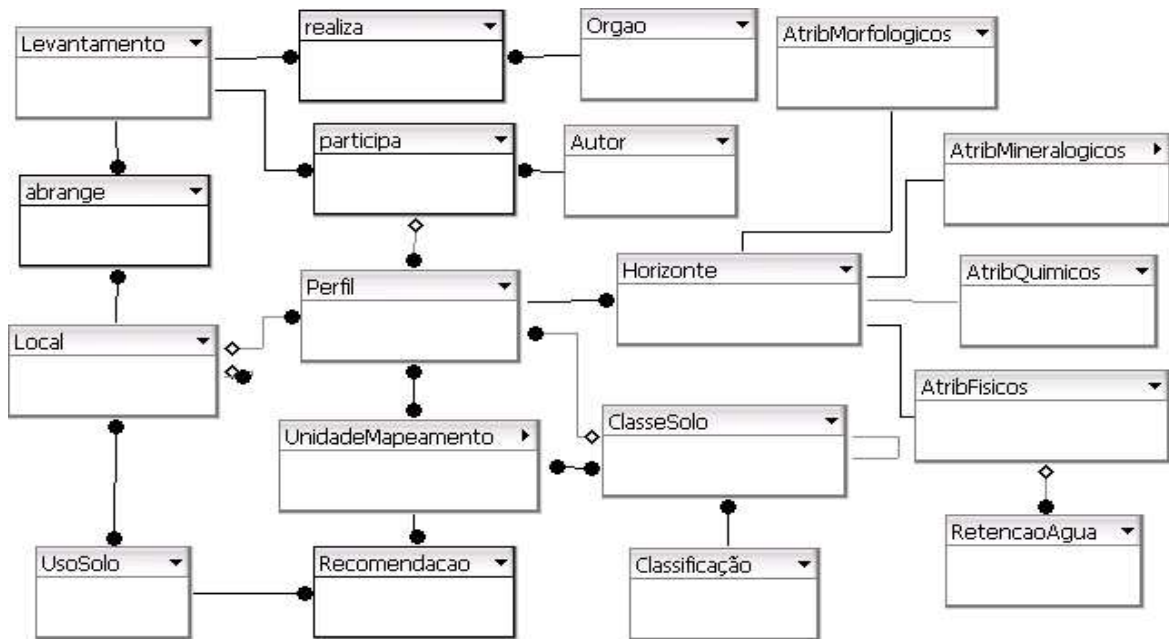 Levantamento
realiza
Orgao
AtribMorfologicos
participa
Autor
AtribMineralogicos
abrange
Perfil
Horizonte
AtribQuimicos
Local
AtribFisicos
UnidadeMapeamento
ClasseSolo
RetencaoAgua
UsoSolo
Recomendacao
Classificação